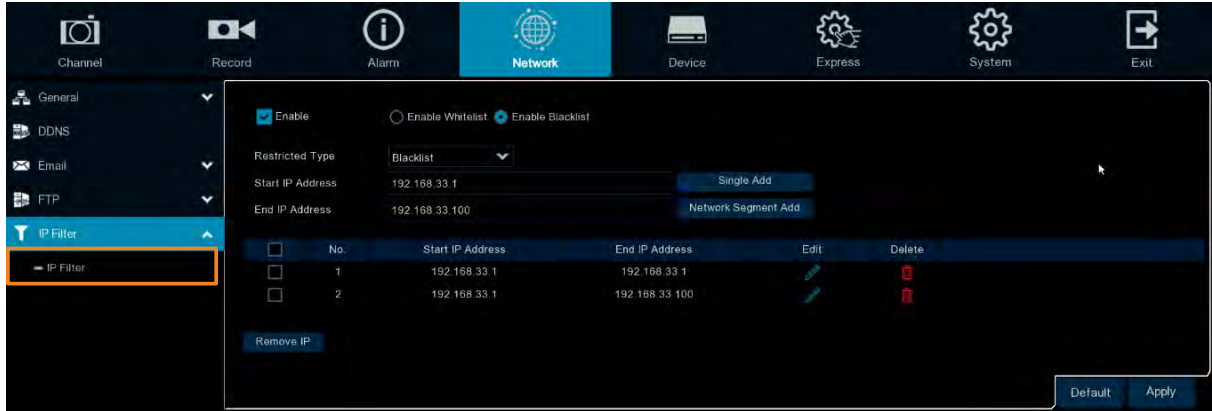 Channel Record Alarm Network Device Express System Exit
General
DDNS
Email
FTP
IP Filter
IP Filter
Enable Enable Whitelist Enable Blacklist
Restricted Type Blacklist
Start IP Address 192.168.33.1 Single Add
End IP Address 192.168.33.100 Network Segment Add
No. Start IP Address End IP Address Edit Delete
1 192.168.33.1 192.168.33.1
2 192.168.33.1 192.168.33.100
Remove IP
Default Apply